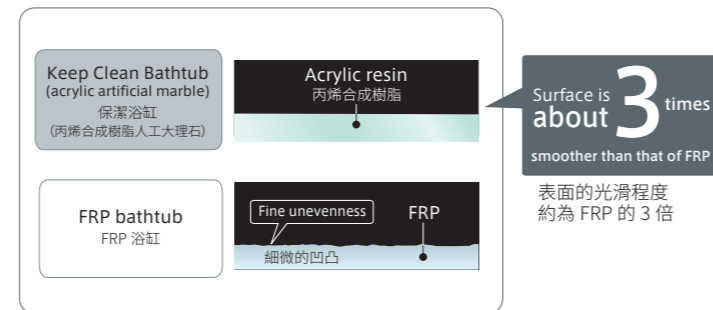 Keep Clean Bathtub
(acrylic artificial marble)
保潔浴缸
(丙烯合成樹脂人工大理石)
Acrylic resin
丙烯合成樹脂
Surface is
about 3 times
smoother than that of FRP
表面的光滑程度
約為 FRP 的 3 倍
FRP bathtub
FRP 浴缸
Fine unevenness
FRP
細微的凹凸